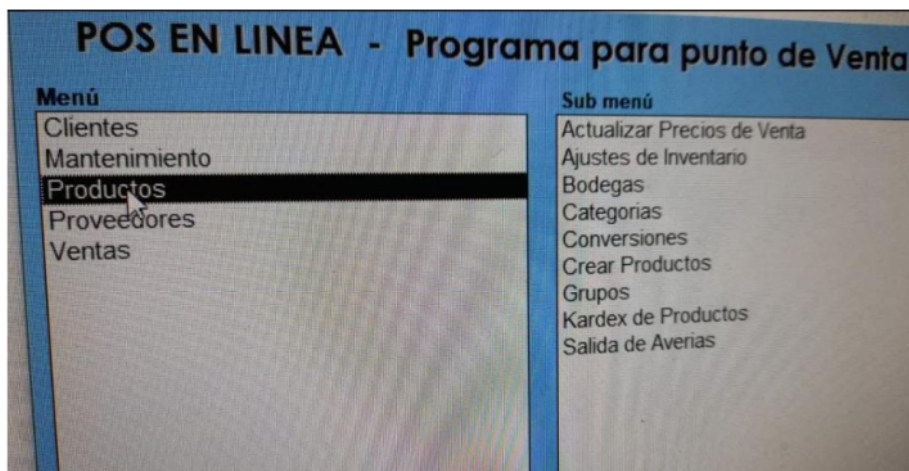 POS EN LINEA - Programa para punto de Venta
Menú
Clientes
Mantenimiento
Productos
Proveedores
Ventas
Sub menú
Actualizar Precios de Venta
Ajustes de Inventario
Bodegas
Categorias
Conversiones
Crear Productos
Grupos
Kardex de Productos
Salida de Averias